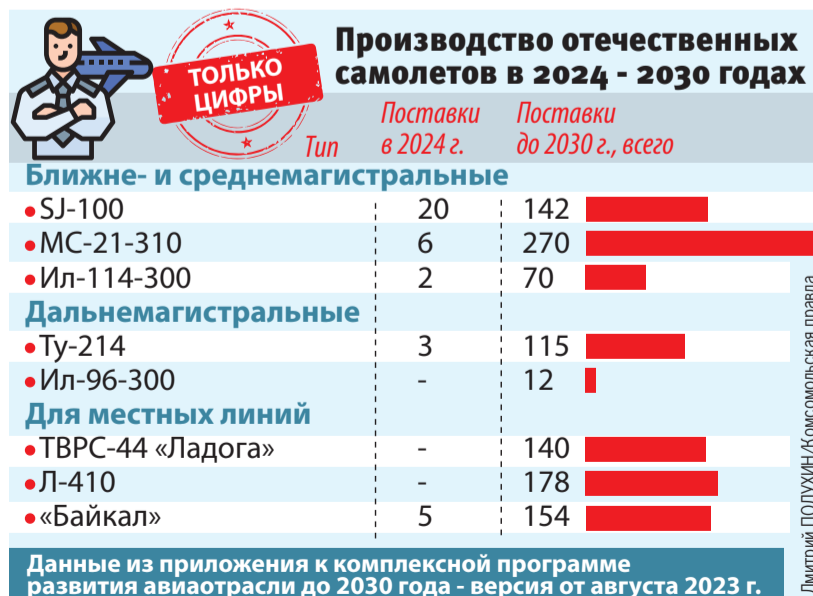 ТОЛЬКО
ЦИФРЫ
Производство отечественных
самолетов в 2024 - 2030 годах
Тип
Поставки
в 2024 г.
Поставки
до 2030 г., всего
Ближне- и среднемагистральные
• SJ-100 20 142
• МС-21-310 6 270
• Ил-114-300 2 70
Дальнемагистральные
• Ту-214 3 115
• Ил-96-300 - 12
Для местных линий
• ТВРС-44 «Ладога» - 140
• Л-410 - 178
• «Байкал» 5 154
Данные из приложения к комплексной программе
развития авиаотрасли до 2030 года - версия от августа 2023 г.
Дмитрий ПОЛУХИН/Комсомольская правда